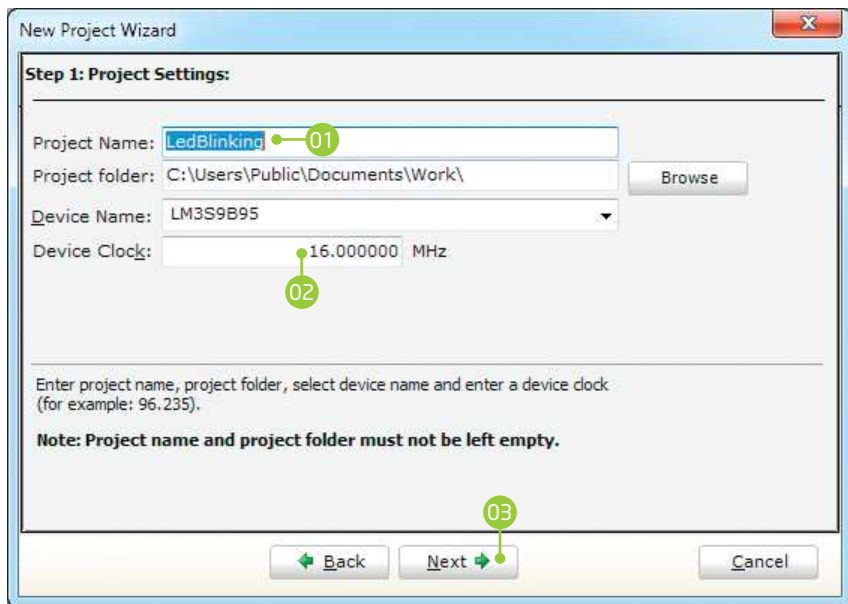 New Project Wizard
Step 1: Project Settings:
Project Name: LedBlinking 01
Project folder: C:\Users\Public\Documents\Work\ Browse
Device Name: LM3S9B95
Device Clock: 16.000000 MHz
02
Enter project name, project folder, select device name and enter a device clock
(for example: 96.235).
Note: Project name and project folder must not be left empty.
03
Back Next Cancel